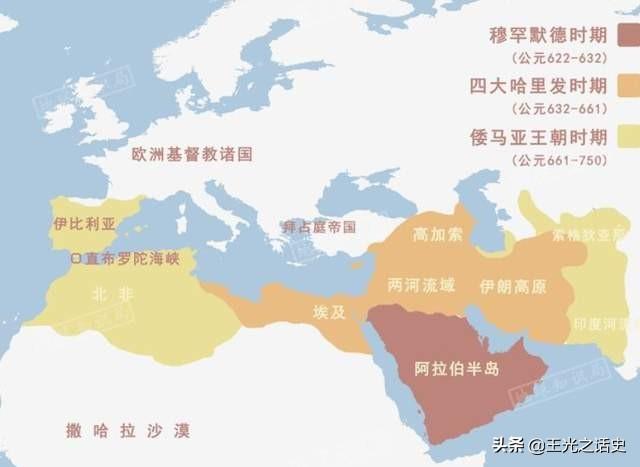 穆罕默德时期
(公元622-632)
四大哈里发时期
(公元632-661)
倭马亚王朝时期
(公元661-750)
欧洲基督教诸国
伊比利亚
拜占庭帝国
高加索
索格狄亚那
直布罗陀海峡
北非
两河流域
伊朗高原
埃及
印度河流
阿拉伯半岛
撒哈拉沙漠
头条 @王光之话史